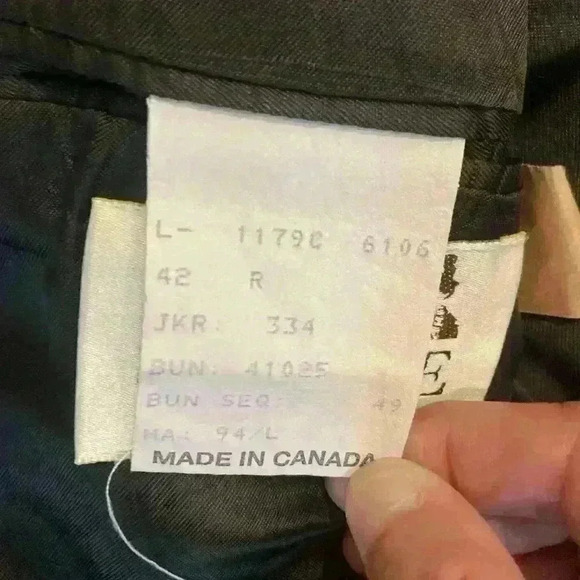 L- 1179C 6106
42 R
JKR: 334
BUN: 41025
BUN SEQ: 49
MA: 94/L
MADE IN CANADA